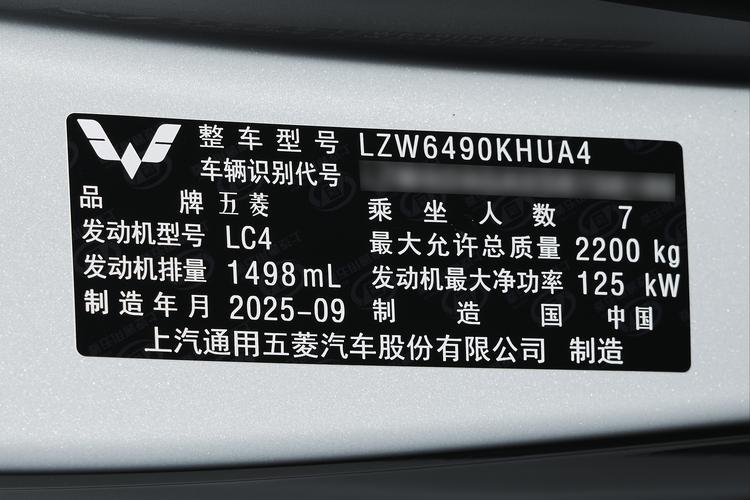 整车型号 LZW6490KHUA4
车辆识别代号
品牌 五菱 乘坐人数 7
发动机型号 LC4 最大允许总质量 2200 kg
发动机排量 1498 mL 发动机最大净功率 125 kW
制造年月 2025-09 制造国 中国
上汽通用五菱汽车股份有限公司 制造